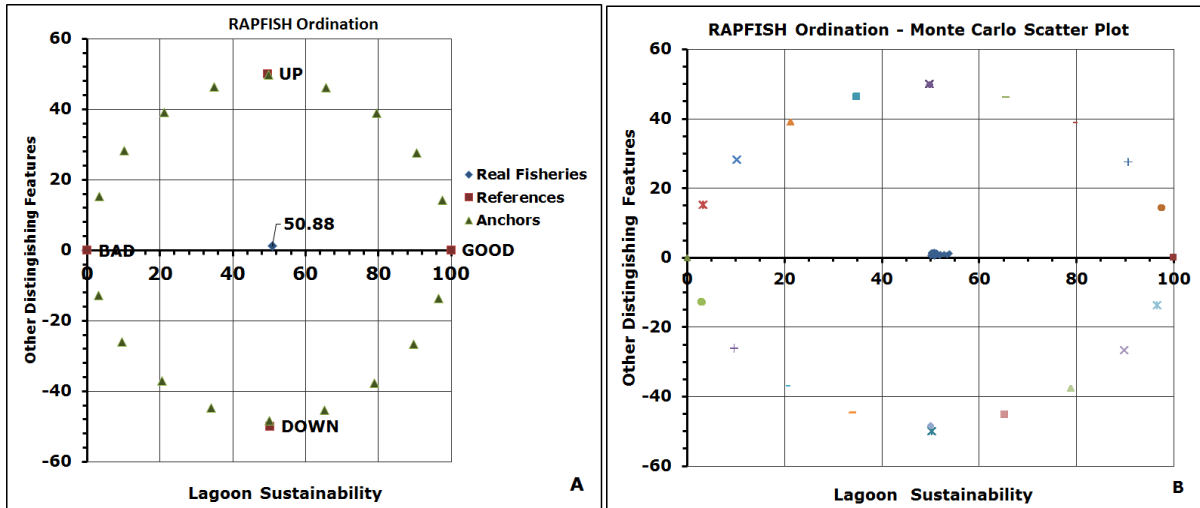 RAPFISH Ordination
60
40
20
0
-20
-40
-60
0 20 40 60 80 100
UP
BAD
GOOD
DOWN
50.88
Real Fisheries
References
Anchors
Other Distingishing Features
Lagoon Sustainability
A
RAPFISH Ordination - Monte Carlo Scatter Plot
60
40
20
0
-20
-40
-60
0 20 40 60 80 100
Other Distingishing Features
Lagoon Sustainability
B